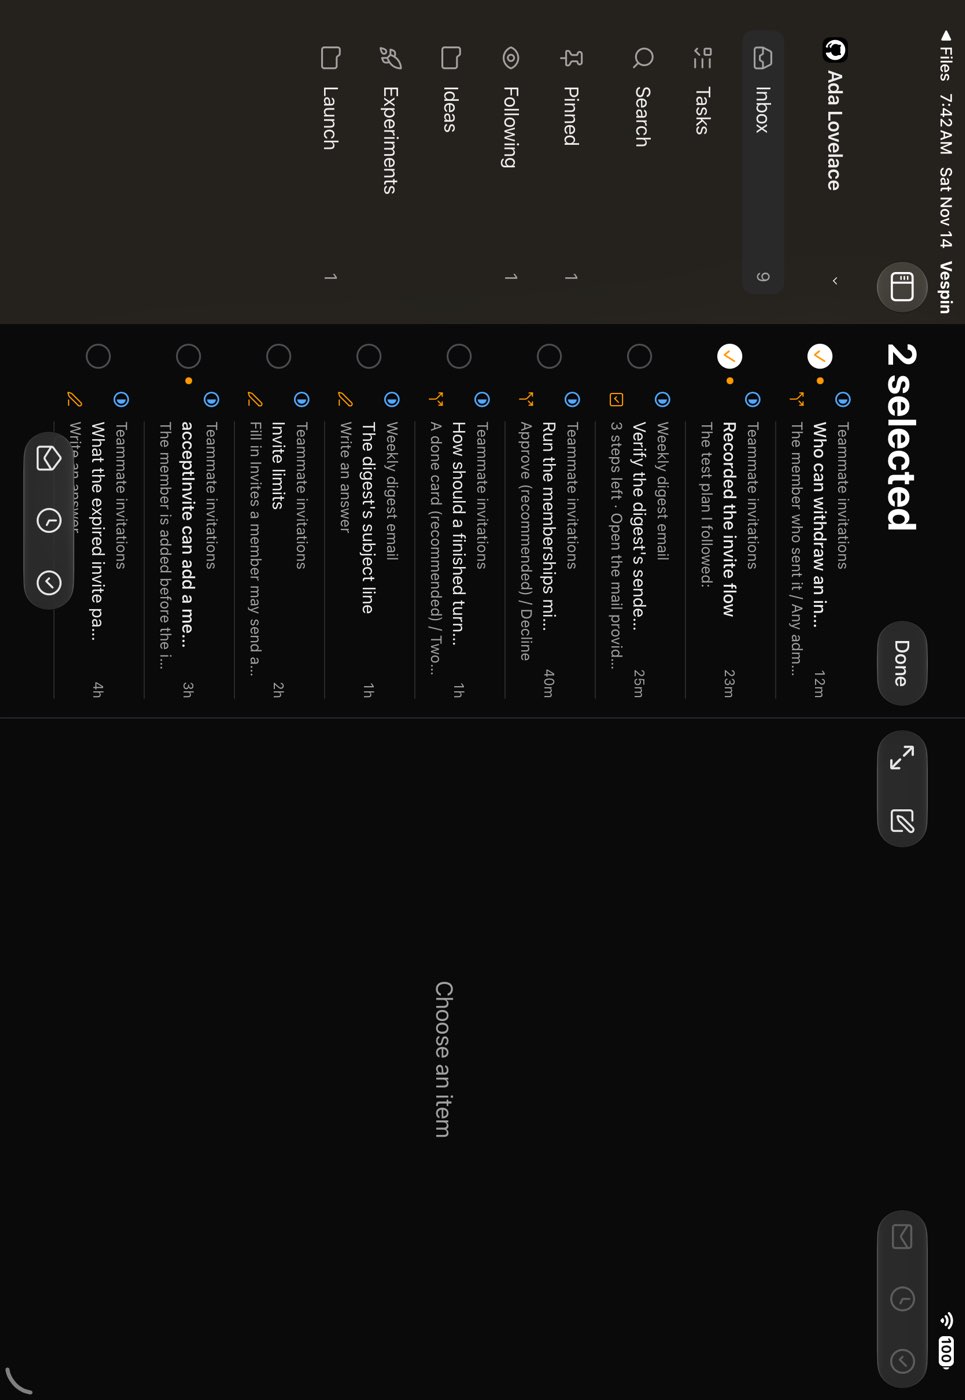 Files 7:42 AM Sat Nov 14 Vespin
100
2 selected
Done
Ada Lovelace
Inbox 9
Tasks
Search
Pinned 1
Following 1
Ideas
Experiments
Launch 1
Teammate invitations
Who can withdraw an in... 12m
The member who sent it / Any adm...
Teammate invitations
Recorded the invite flow 23m
The test plan I followed:
Weekly digest email
Verify the digest's sende... 25m
3 steps left · Open the mail provid...
Teammate invitations
Run the memberships mi... 40m
Approve (recommended) / Decline
Teammate invitations
How should a finished turn... 1h
A done card (recommended) / Two...
Weekly digest email
The digest's subject line 1h
Write an answer
Teammate invitations
Invite limits 2h
Fill in Invites a member may send a...
Teammate invitations
acceptInvite can add a me... 3h
The member is added before the i...
Teammate invitations
What the expired invite pa... 4h
Write an answer
Choose an item